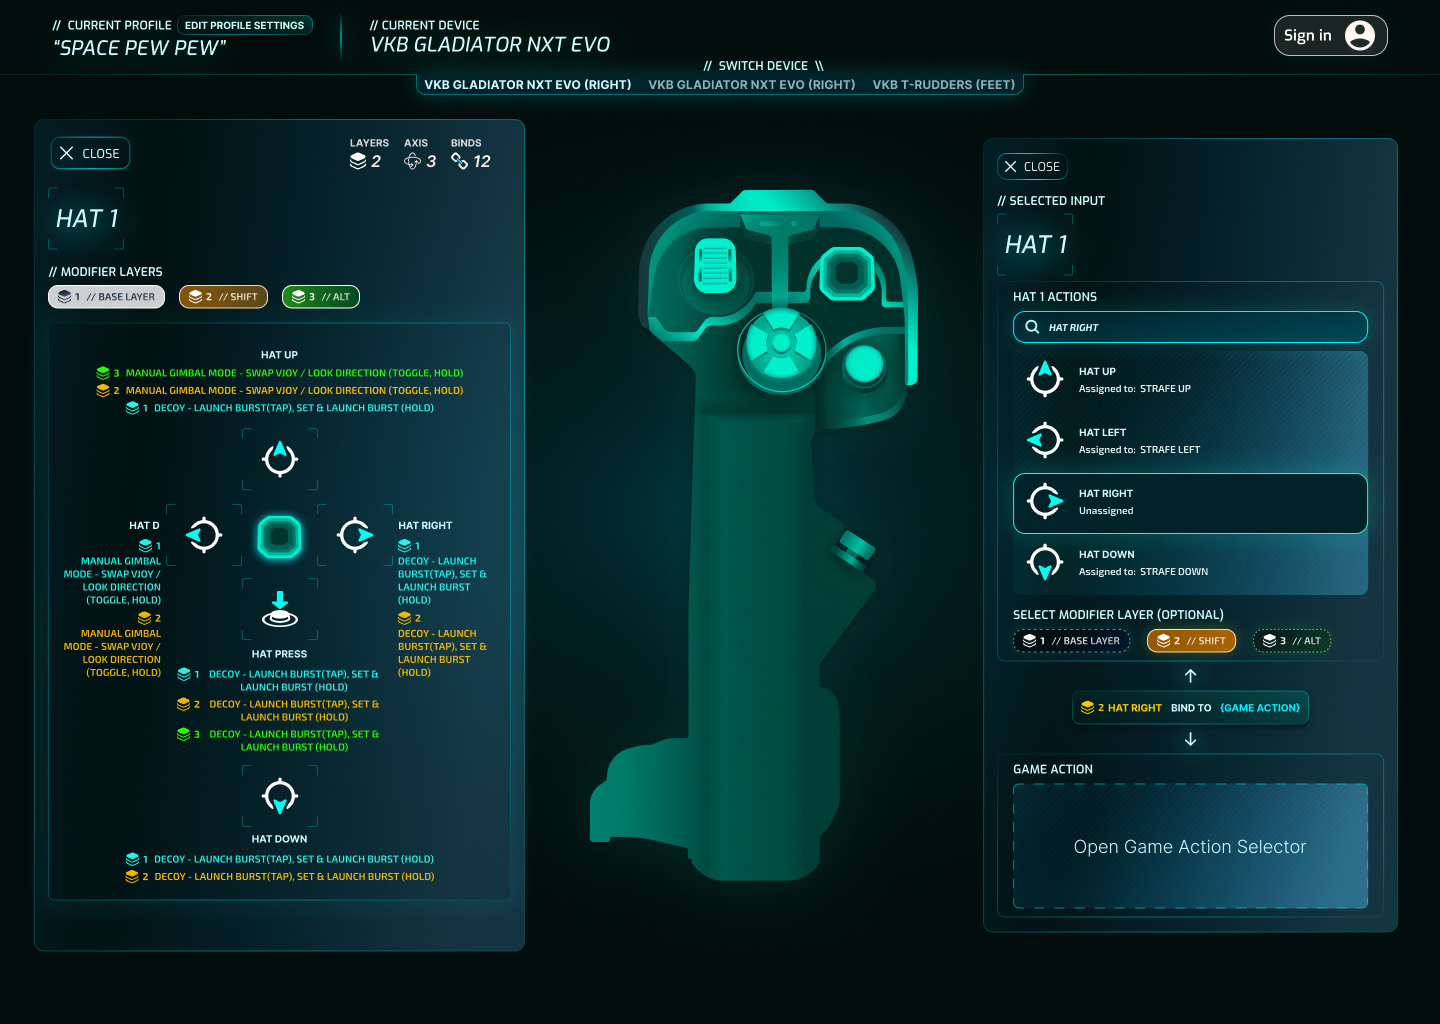 // CURRENT PROFILE
EDIT PROFILE SETTINGS
“SPACE PEW PEW”
// CURRENT DEVICE
VKB GLADIATOR NXT EVO
// SWITCH DEVICE \\
VKB GLADIATOR NXT EVO (RIGHT)
VKB GLADIATOR NXT EVO (RIGHT)
VKB T-RUDDERS (FEET)
Sign in
CLOSE
LAYERS
2
AXIS
3
BINDS
12
HAT 1
// MODIFIER LAYERS
1 // BASE LAYER
2 // SHIFT
3 // ALT
HAT UP
3 MANUAL GIMBAL MODE - SWAP VJOY / LOOK DIRECTION (TOGGLE, HOLD)
2 MANUAL GIMBAL MODE - SWAP VJOY / LOOK DIRECTION (TOGGLE, HOLD)
1 DECOY - LAUNCH BURST(TAP), SET & LAUNCH BURST (HOLD)
HAT D
1
MANUAL GIMBAL
MODE - SWAP VJOY /
LOOK DIRECTION
(TOGGLE, HOLD)
2
MANUAL GIMBAL
MODE - SWAP VJOY /
LOOK DIRECTION
(TOGGLE, HOLD)
HAT RIGHT
1
DECOY - LAUNCH
BURST(TAP), SET &
LAUNCH BURST
(HOLD)
2
DECOY - LAUNCH
BURST(TAP), SET &
LAUNCH BURST
(HOLD)
HAT PRESS
1 DECOY - LAUNCH BURST(TAP), SET &
LAUNCH BURST (HOLD)
2 DECOY - LAUNCH BURST(TAP), SET &
LAUNCH BURST (HOLD)
3 DECOY - LAUNCH BURST(TAP), SET &
LAUNCH BURST (HOLD)
HAT DOWN
1 DECOY - LAUNCH BURST(TAP), SET & LAUNCH BURST (HOLD)
2 DECOY - LAUNCH BURST(TAP), SET & LAUNCH BURST (HOLD)
CLOSE
// SELECTED INPUT
HAT 1
HAT 1 ACTIONS
HAT RIGHT
HAT UP
Assigned to: STRAFE UP
HAT LEFT
Assigned to: STRAFE LEFT
HAT RIGHT
Unassigned
HAT DOWN
Assigned to: STRAFE DOWN
SELECT MODIFIER LAYER (OPTIONAL)
1 // BASE LAYER
2 // SHIFT
3 // ALT
2 HAT RIGHT BIND TO {GAME ACTION}
GAME ACTION
Open Game Action Selector